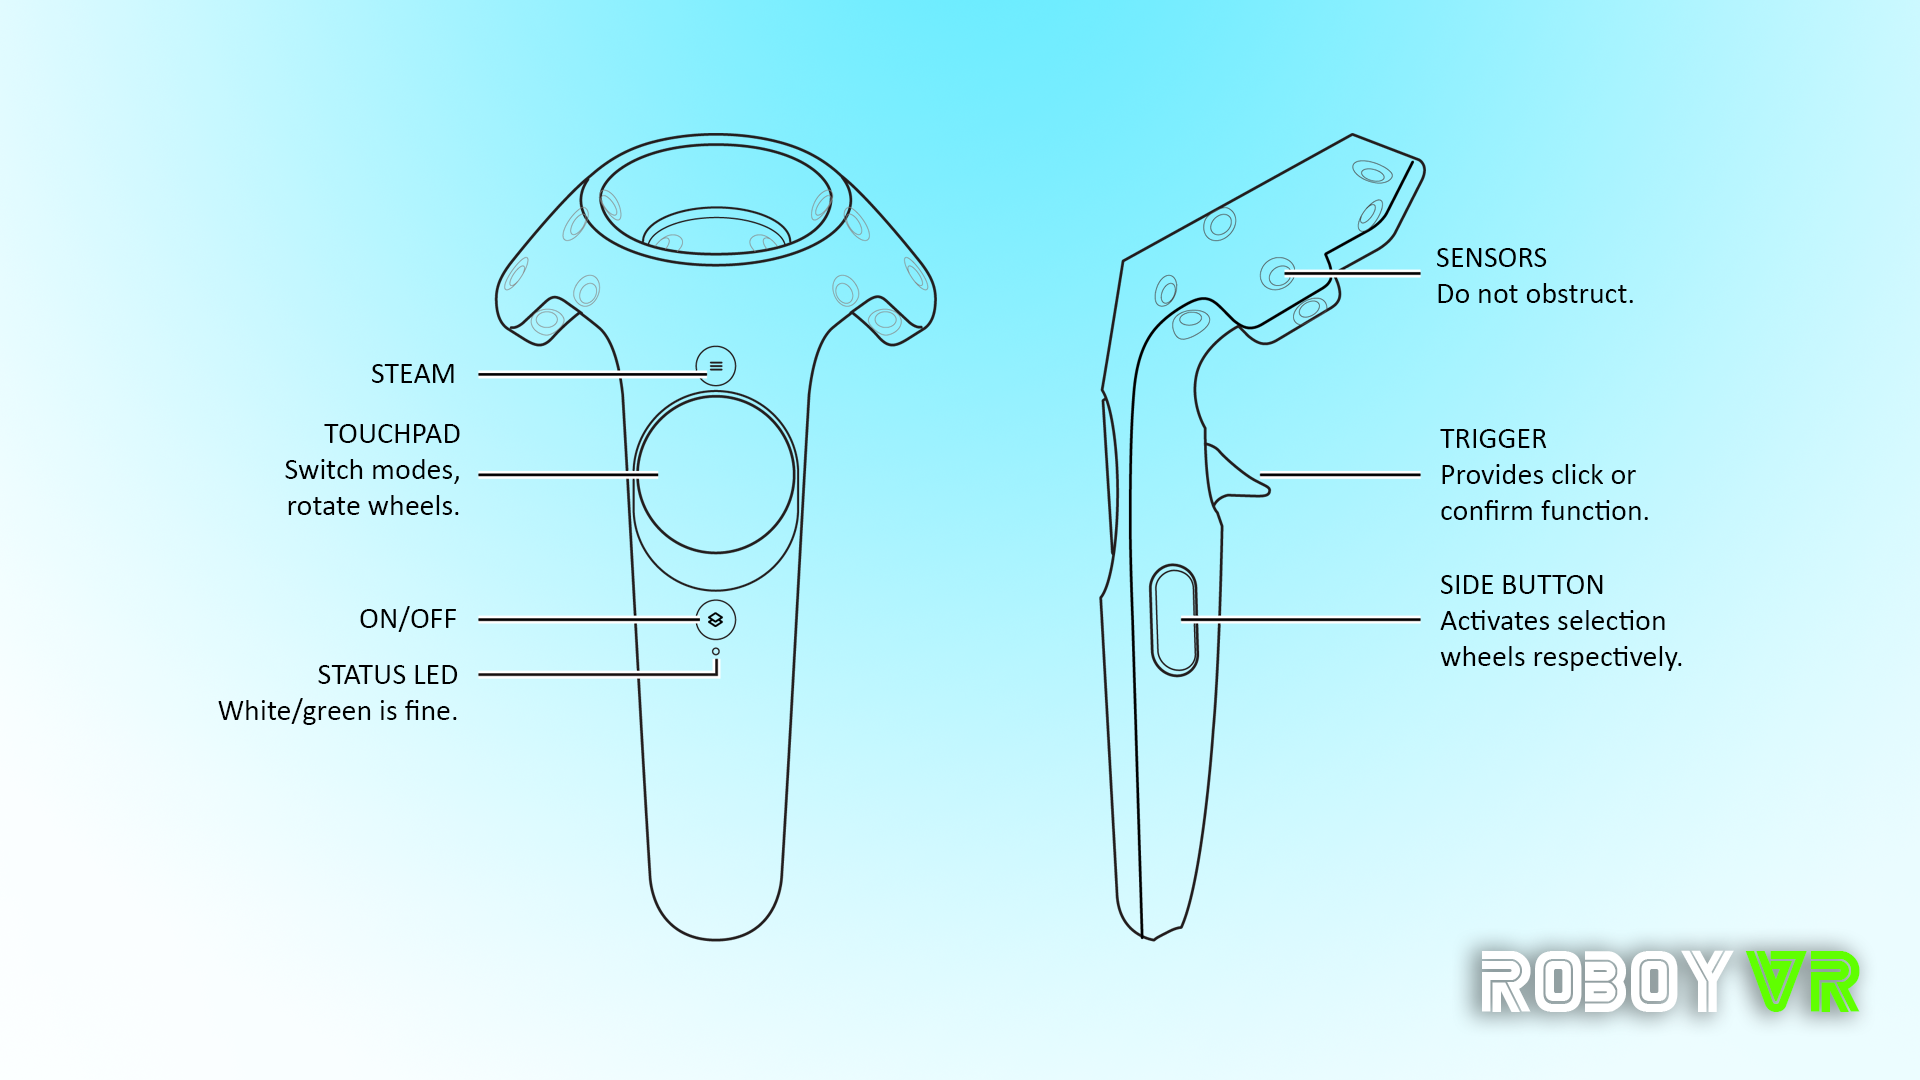 STEAM
TOUCHPAD
Switch modes,
rotate wheels.
ON/OFF
STATUS LED
White/green is fine.
SENSORS
Do not obstruct.
TRIGGER
Provides click or
confirm function.
SIDE BUTTON
Activates selection
wheels respectively.
ROBOY VR